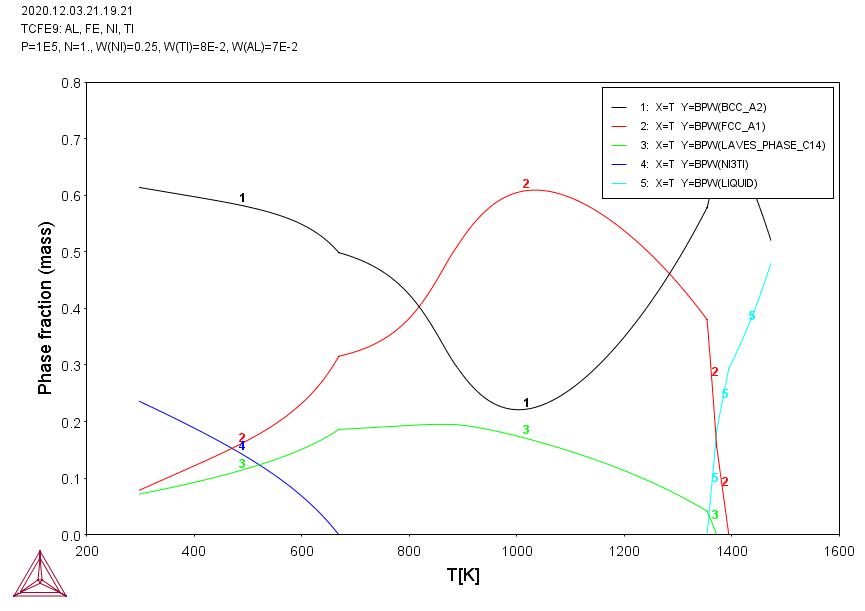 2020.12.03.21.19.21
TCFE9: AL, FE, NI, TI
P=1E5, N=1., W(NI)=0.25, W(TI)=8E-2, W(AL)=7E-2
1: X=T Y=BPW(BCC_A2)
2: X=T Y=BPW(FCC_A1)
3: X=T Y=BPW(LAVES_PHASE_C14)
4: X=T Y=BPW(NI3TI)
5: X=T Y=BPW(LIQUID)
Phase fraction (mass)
0.8
0.7
0.6
0.5
0.4
0.3
0.2
0.1
0.0
1
2
4
3
2
1
3
5
2
5
5
2
3
200 400 600 800 1000 1200 1400 1600
T[K]